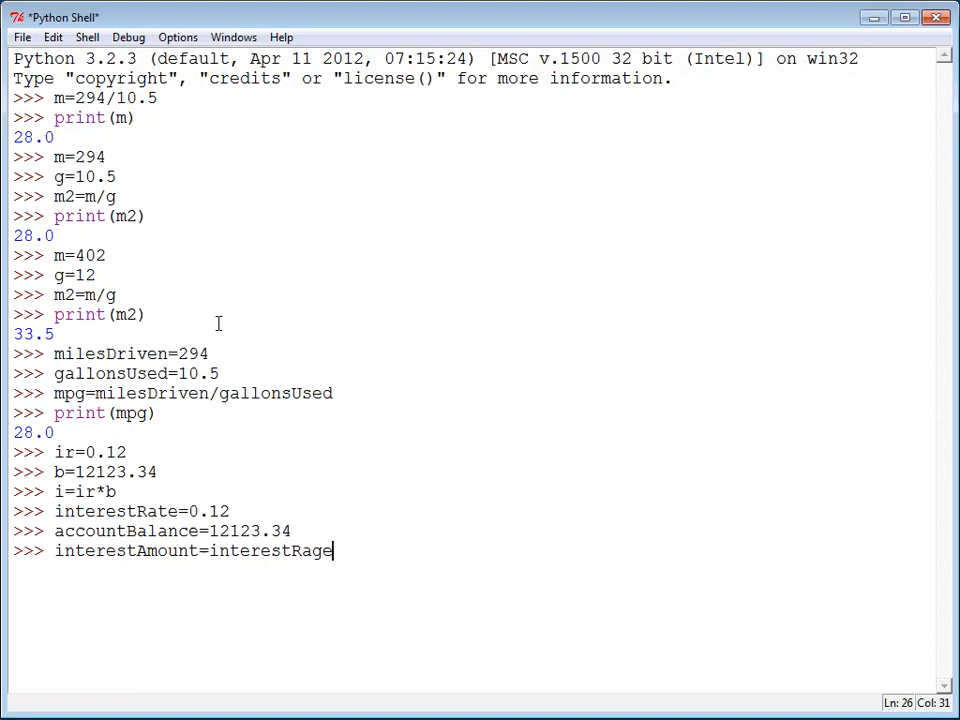 *Python Shell*
File Edit Shell Debug Options Windows Help
Python 3.2.3 (default, Apr 11 2012, 07:15:24) [MSC v.1500 32 bit (Intel)] on win32
Type "copyright", "credits" or "license()" for more information.
>>> m=294/10.5
>>> print(m)
28.0
>>> m=294
>>> g=10.5
>>> m2=m/g
>>> print(m2)
28.0
>>> m=402
>>> g=12
>>> m2=m/g
>>> print(m2)
33.5
>>> milesDriven=294
>>> gallonsUsed=10.5
>>> mpg=milesDriven/gallonsUsed
>>> print(mpg)
28.0
>>> ir=0.12
>>> b=12123.34
>>> i=ir*b
>>> interestRate=0.12
>>> accountBalance=12123.34
>>> interestAmount=interestRage
Ln: 26 Col: 31